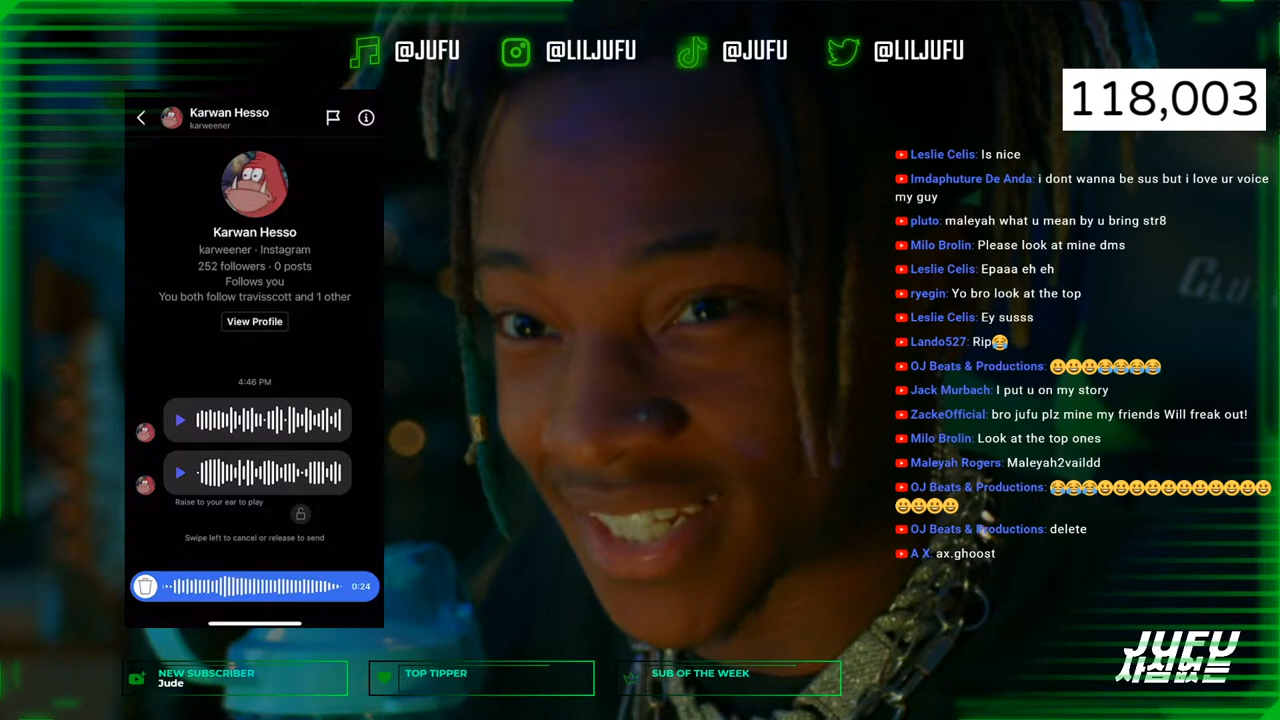 @JUFU
@LILJUFU
@JUFU
@LILJUFU
118,003
Karwan Hesso
karweener
Karwan Hesso
karweener · Instagram
252 followers · 0 posts
Follows you
You both follow travisscott and 1 other
View Profile
4:46 PM
Raise to your ear to play
Swipe left to cancel or release to send
0:24
Leslie Celis: Is nice
Imdaphuture De Anda: i dont wanna be sus but i love ur voice
my guy
pluto: maleyah what u mean by u bring str8
Milo Brolin: Please look at mine dms
Leslie Celis: Epaaa eh eh
ryegin: Yo bro look at the top
Leslie Celis: Ey susss
Lando527: Rip😂
OJ Beats & Productions: 😀😀😀😂😂😂😂
Jack Murbach: I put u on my story
ZackeOfficial: bro jufu plz mine my friends Will freak out!
Milo Brolin: Look at the top ones
Maleyah Rogers: Maleyah2vaildd
OJ Beats & Productions: 😂😂😂😀😀😀😀😀😀😀😀😀😀😀
😀😀😀😀
OJ Beats & Productions: delete
A X: ax.ghoost
NEW SUBSCRIBER
Jude
TOP TIPPER
SUB OF THE WEEK
JUFU